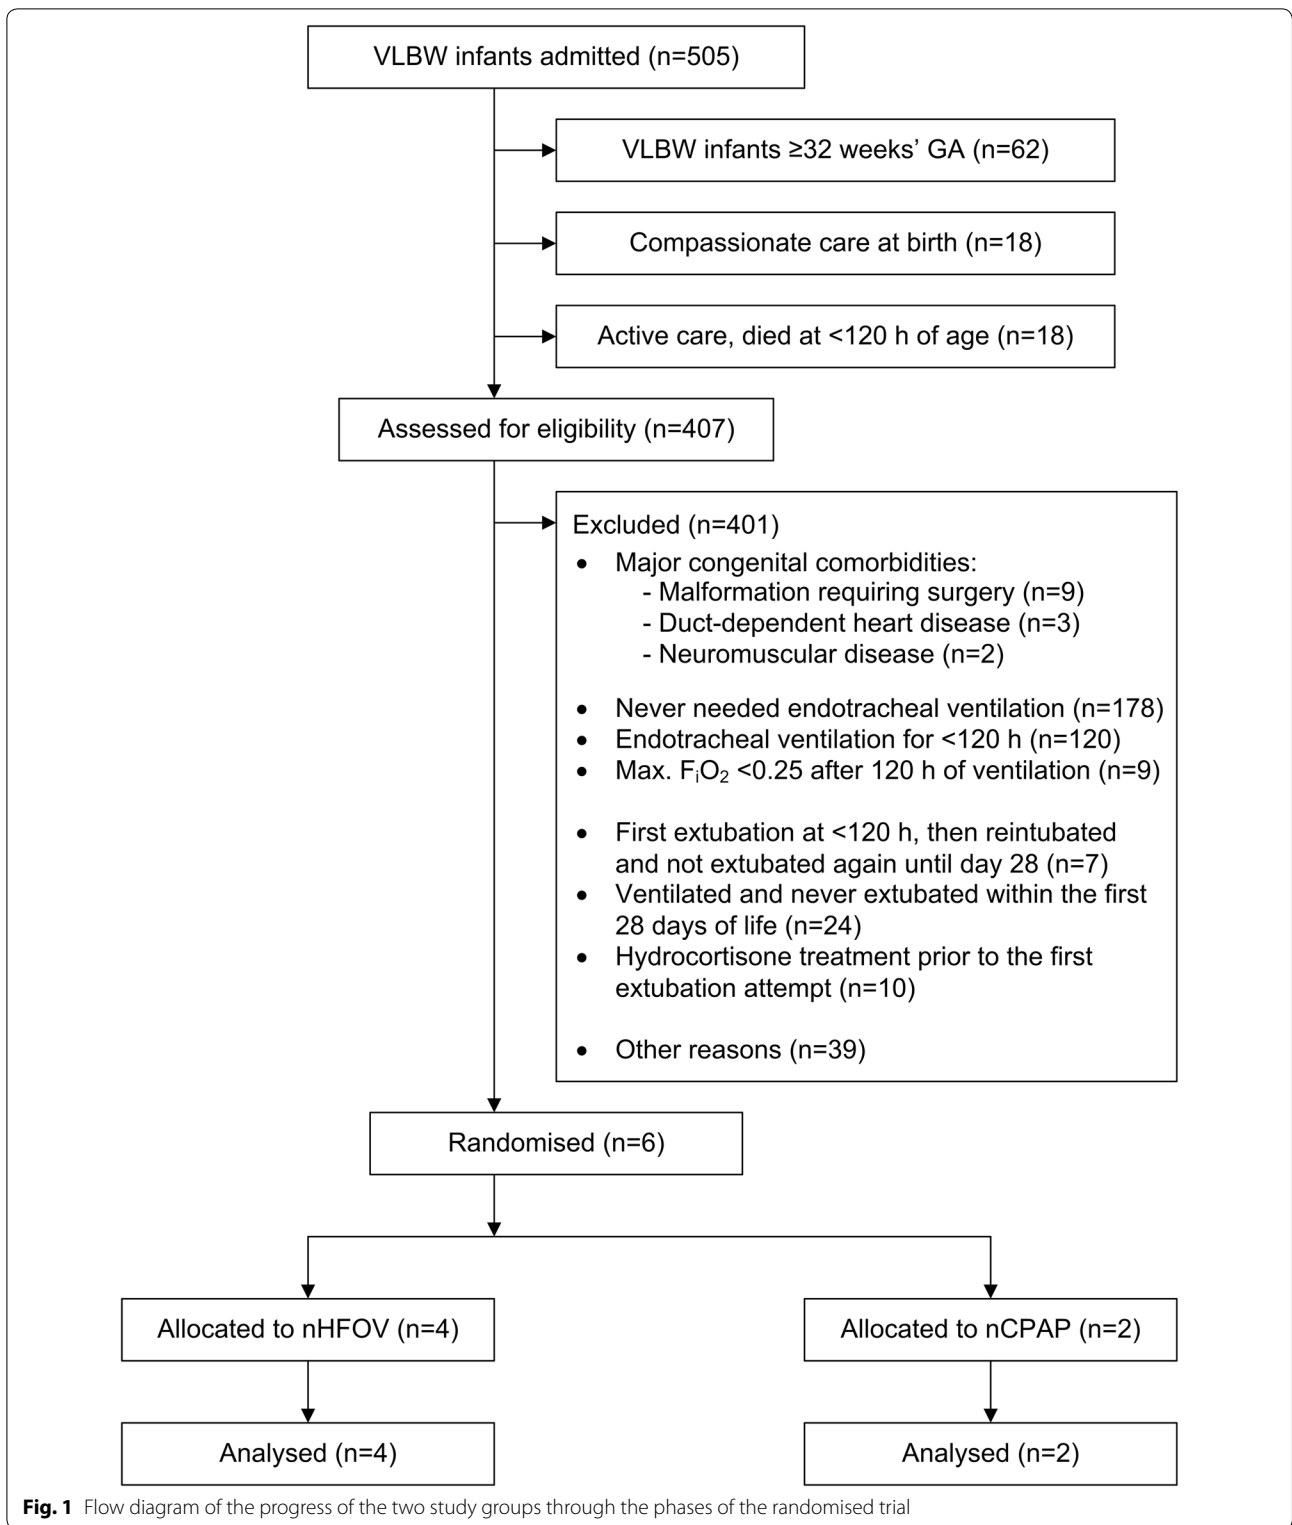 VLBW infants admitted (n=505)
VLBW infants ≥32 weeks’ GA (n=62)
Compassionate care at birth (n=18)
Active care, died at <120 h of age (n=18)
Assessed for eligibility (n=407)
Excluded (n=401)
• Major congenital comorbidities:
- Malformation requiring surgery (n=9)
- Duct-dependent heart disease (n=3)
- Neuromuscular disease (n=2)
• Never needed endotracheal ventilation (n=178)
• Endotracheal ventilation for <120 h (n=120)
• Max. FᵢO₂ <0.25 after 120 h of ventilation (n=9)
• First extubation at <120 h, then reintubated
and not extubated again until day 28 (n=7)
• Ventilated and never extubated within the first
28 days of life (n=24)
• Hydrocortisone treatment prior to the first
extubation attempt (n=10)
• Other reasons (n=39)
Randomised (n=6)
Allocated to nHFOV (n=4)
Allocated to nCPAP (n=2)
Analysed (n=4)
Analysed (n=2)
Fig. 1 Flow diagram of the progress of the two study groups through the phases of the randomised trial